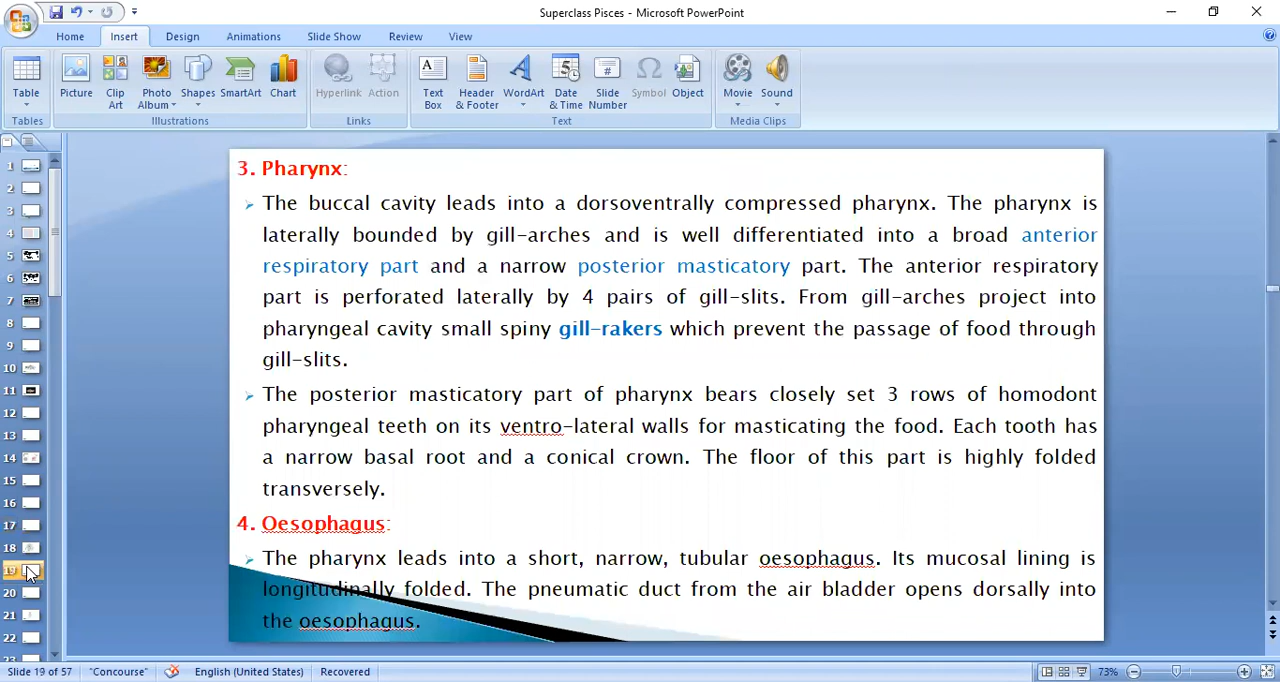 Superclass Pisces - Microsoft PowerPoint
Home Insert Design Animations Slide Show Review View
Table Picture Clip Art Photo Album Shapes SmartArt Chart Hyperlink Action Text Box Header & Footer WordArt Date & Time Slide Number Symbol Object Movie Sound
Tables Illustrations Links Text Media Clips
1
2
3
4
5
6
7
8
9
10
11
12
13
14
15
16
17
18
19
20
21
22
3. Pharynx:
The buccal cavity leads into a dorsoventrally compressed pharynx. The pharynx is
laterally bounded by gill-arches and is well differentiated into a broad anterior
respiratory part and a narrow posterior masticatory part. The anterior respiratory
part is perforated laterally by 4 pairs of gill-slits. From gill-arches project into
pharyngeal cavity small spiny gill-rakers which prevent the passage of food through
gill-slits.
The posterior masticatory part of pharynx bears closely set 3 rows of homodont
pharyngeal teeth on its ventro-lateral walls for masticating the food. Each tooth has
a narrow basal root and a conical crown. The floor of this part is highly folded
transversely.
4. Oesophagus:
The pharynx leads into a short, narrow, tubular oesophagus. Its mucosal lining is
longitudinally folded. The pneumatic duct from the air bladder opens dorsally into
the oesophagus.
Slide 19 of 57 "Concourse" English (United States) Recovered 73%